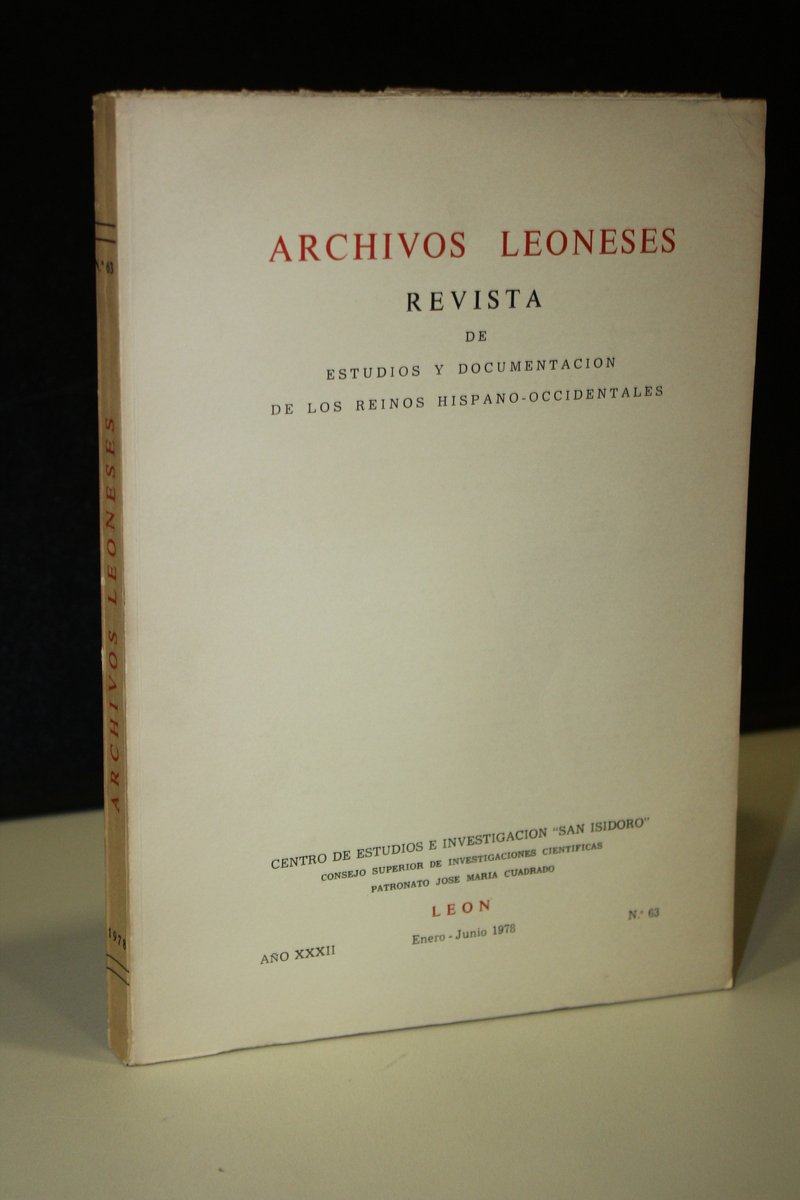 ARCHIVOS LEONESES
REVISTA
DE
ESTUDIOS Y DOCUMENTACION
DE LOS REINOS HISPANO-OCCIDENTALES
CENTRO DE ESTUDIOS E INVESTIGACION "SAN ISIDORO"
CONSEJO SUPERIOR DE INVESTIGACIONES CIENTIFICAS
PATRONATO JOSE MARIA CUADRADO
LEON
AÑO XXXII
Enero - Junio 1978
N.º 63
N.º 63
ARCHIVOS LEONESES
1978